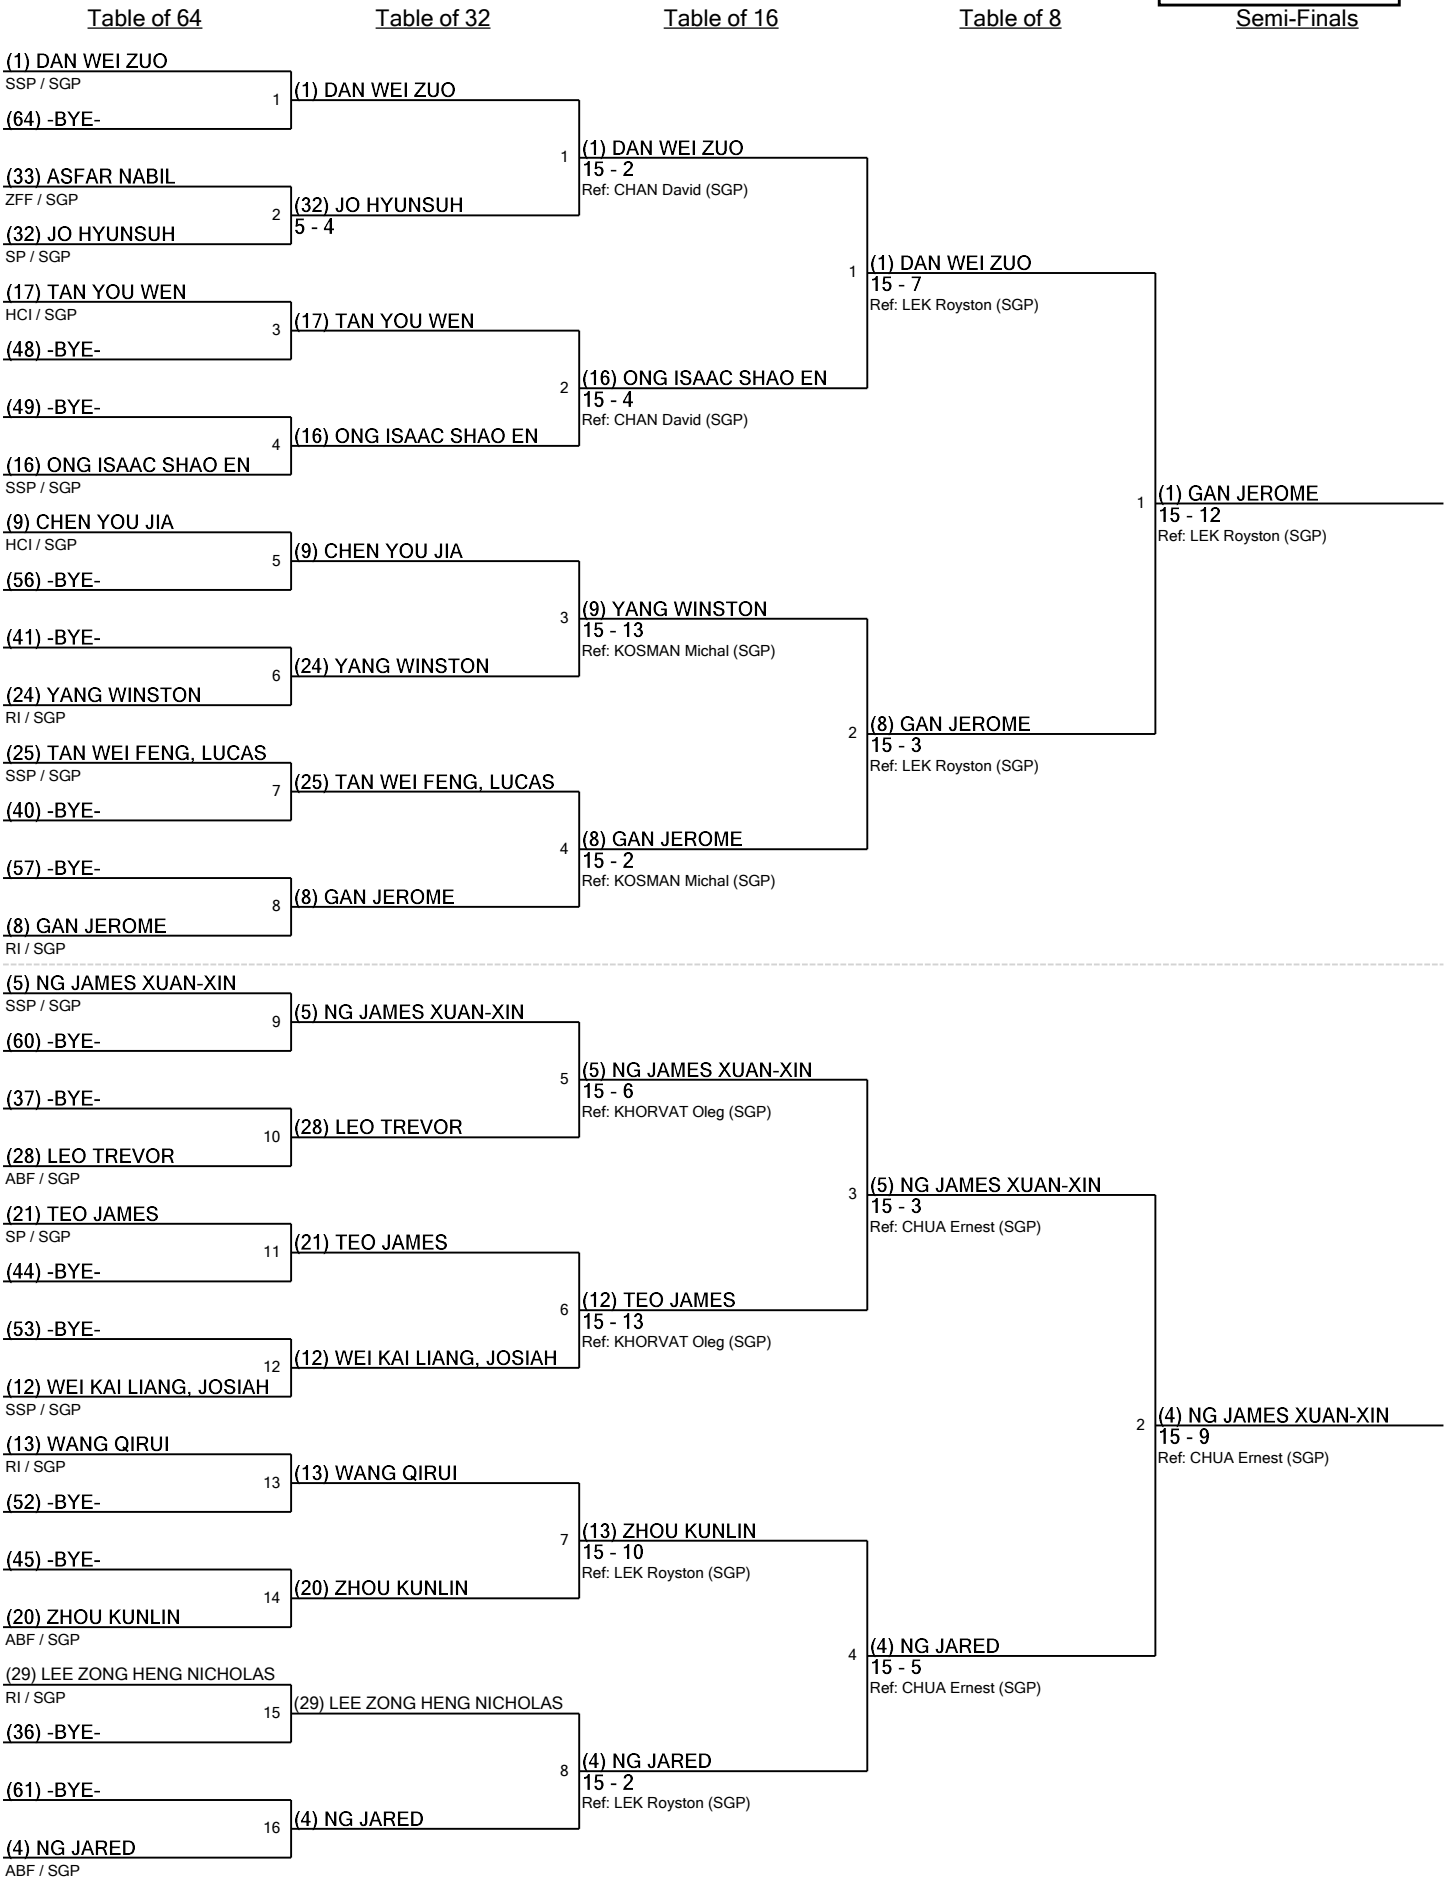 Table of 64
Table of 32
Table of 16
Table of 8
Semi-Finals
(1) DAN WEI ZUO
SSP / SGP
1
(64) -BYE-
(33) ASFAR NABIL
ZFF / SGP
2
(32) JO HYUNSUH
SP / SGP
(17) TAN YOU WEN
HCI / SGP
3
(48) -BYE-
(49) -BYE-
4
(16) ONG ISAAC SHAO EN
SSP / SGP
(9) CHEN YOU JIA
HCI / SGP
5
(56) -BYE-
(41) -BYE-
6
(24) YANG WINSTON
RI / SGP
(25) TAN WEI FENG, LUCAS
SSP / SGP
7
(40) -BYE-
(57) -BYE-
8
(8) GAN JEROME
RI / SGP
(5) NG JAMES XUAN-XIN
SSP / SGP
9
(60) -BYE-
(37) -BYE-
10
(28) LEO TREVOR
ABF / SGP
(21) TEO JAMES
SP / SGP
11
(44) -BYE-
(53) -BYE-
12
(12) WEI KAI LIANG, JOSIAH
SSP / SGP
(13) WANG QIRUI
RI / SGP
13
(52) -BYE-
(45) -BYE-
14
(20) ZHOU KUNLIN
ABF / SGP
(29) LEE ZONG HENG NICHOLAS
RI / SGP
15
(36) -BYE-
(61) -BYE-
16
(4) NG JARED
ABF / SGP
(1) DAN WEI ZUO
1
(32) JO HYUNSUH
5 - 4
(17) TAN YOU WEN
2
(16) ONG ISAAC SHAO EN
(9) CHEN YOU JIA
3
(24) YANG WINSTON
(25) TAN WEI FENG, LUCAS
4
(8) GAN JEROME
(5) NG JAMES XUAN-XIN
5
(28) LEO TREVOR
(21) TEO JAMES
6
(12) WEI KAI LIANG, JOSIAH
(13) WANG QIRUI
7
(20) ZHOU KUNLIN
(29) LEE ZONG HENG NICHOLAS
8
(4) NG JARED
(1) DAN WEI ZUO
15 - 2
Ref: CHAN David (SGP)
1
(16) ONG ISAAC SHAO EN
15 - 4
Ref: CHAN David (SGP)
(9) YANG WINSTON
15 - 13
Ref: KOSMAN Michal (SGP)
2
(8) GAN JEROME
15 - 2
Ref: KOSMAN Michal (SGP)
(5) NG JAMES XUAN-XIN
15 - 6
Ref: KHORVAT Oleg (SGP)
3
(12) TEO JAMES
15 - 13
Ref: KHORVAT Oleg (SGP)
(13) ZHOU KUNLIN
15 - 10
Ref: LEK Royston (SGP)
4
(4) NG JARED
15 - 2
Ref: LEK Royston (SGP)
(1) DAN WEI ZUO
15 - 7
Ref: LEK Royston (SGP)
1
(8) GAN JEROME
15 - 3
Ref: LEK Royston (SGP)
(5) NG JAMES XUAN-XIN
15 - 3
Ref: CHUA Ernest (SGP)
2
(4) NG JARED
15 - 5
Ref: CHUA Ernest (SGP)
(1) GAN JEROME
15 - 12
Ref: LEK Royston (SGP)
(4) NG JAMES XUAN-XIN
15 - 9
Ref: CHUA Ernest (SGP)